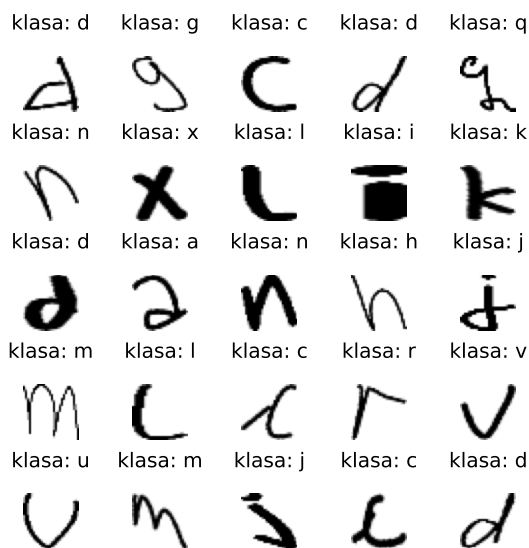 klasa: d klasa: g klasa: c klasa: d klasa: q
d g c d q
klasa: n klasa: x klasa: l klasa: i klasa: k
n x l i k
klasa: d klasa: a klasa: n klasa: h klasa: j
d a n h j
klasa: m klasa: l klasa: c klasa: r klasa: v
m l c r v
klasa: u klasa: m klasa: j klasa: c klasa: d
u m j c d